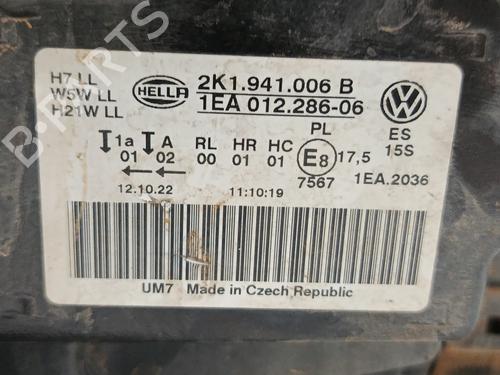 H7 LL
W5W LL
H21W LL
HELLA
2K1.941.006 B
1EA 012.286-06
VW
1a A RL HR HC PL ES
01 02 00 01 01 E8 17,5 15S
7567 1EA.2036
12.10.22 11:10:19
UM7 Made in Czech Republic
B-PARTS